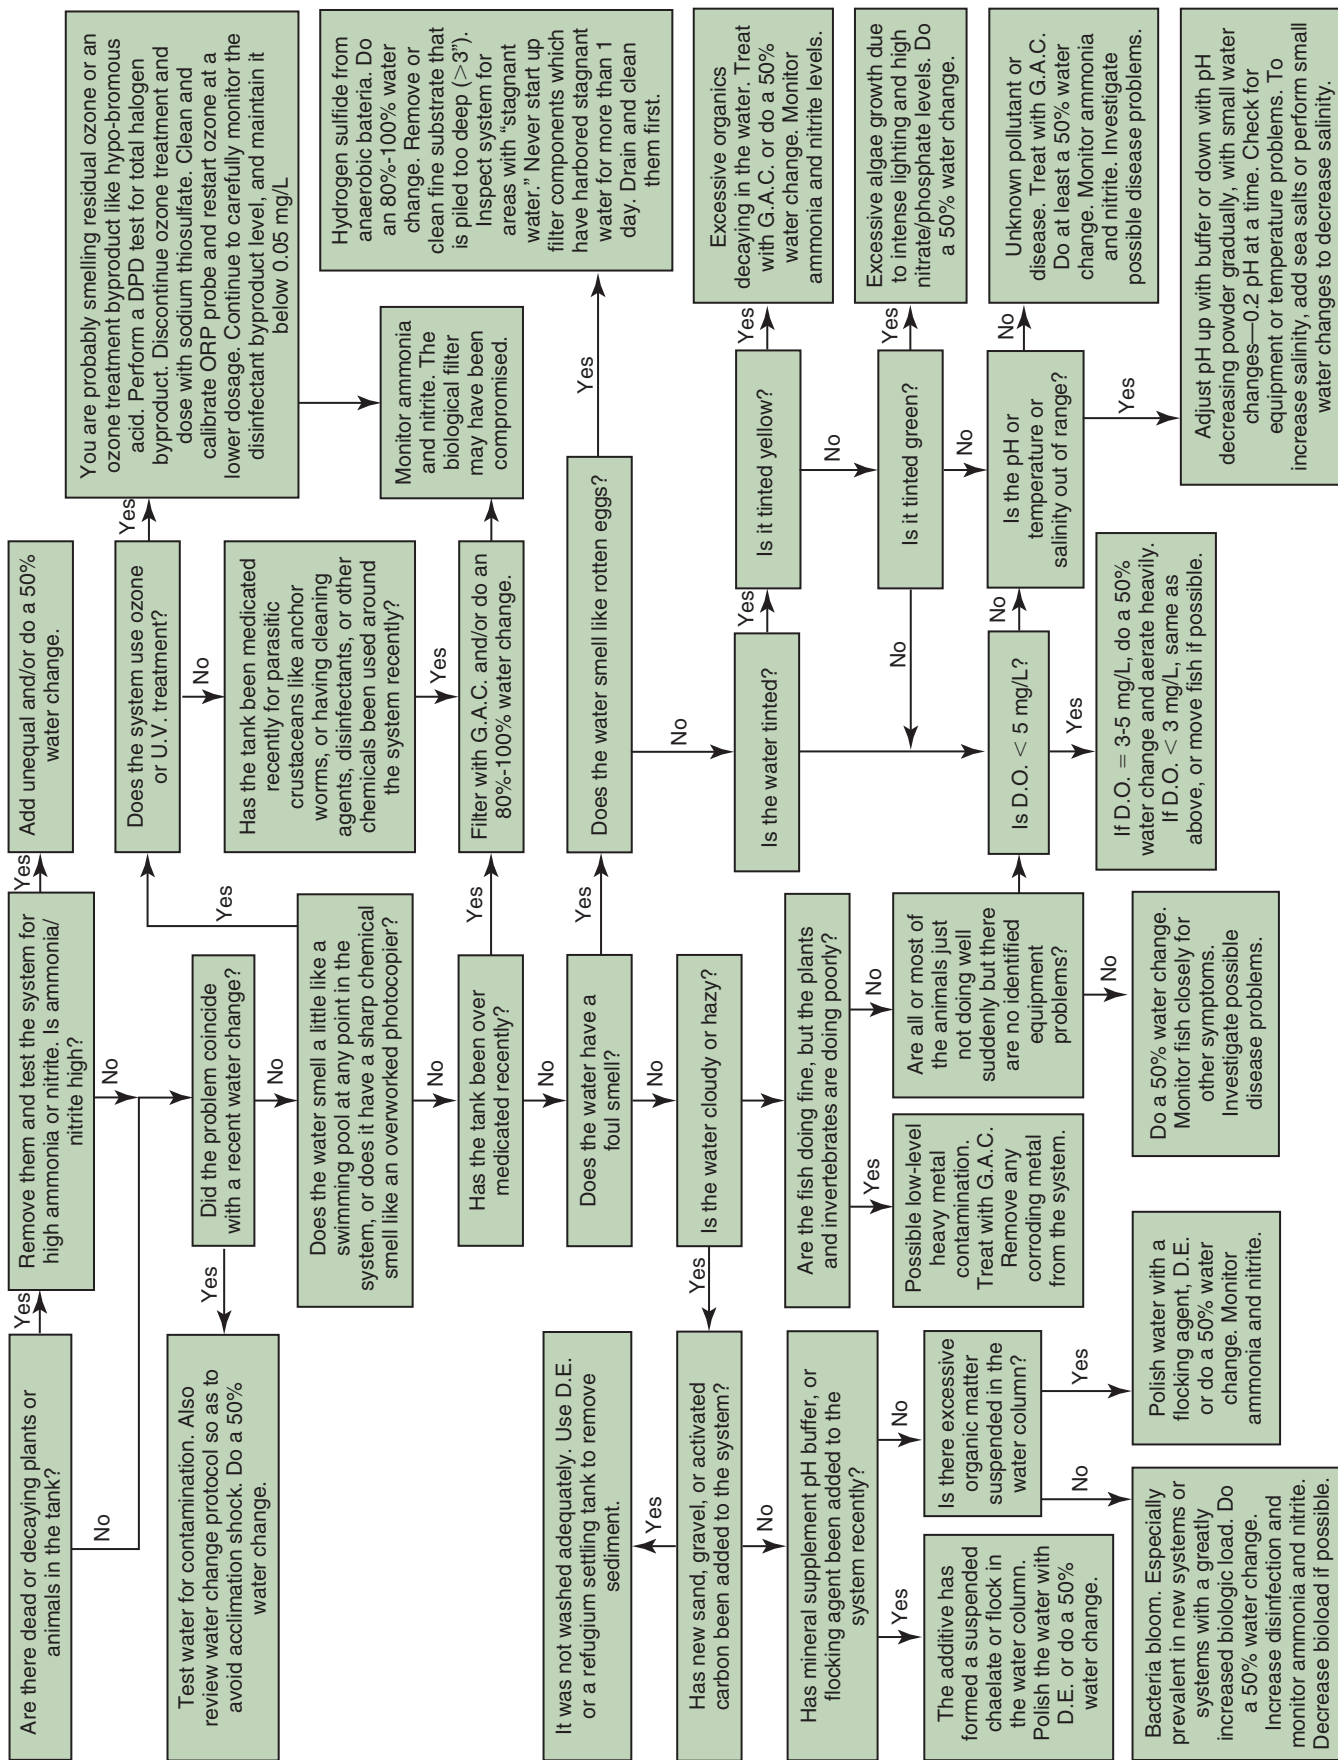 Are there dead or decaying plants or
animals in the tank?
Yes
No
Remove them and test the system for
high ammonia or nitrite. Is ammonia/
nitrite high?
Yes
No
Add unequal and/or do a 50%
water change.
Did the problem coincide
with a recent water change?
Yes
No
Test water for contamination. Also
review water change protocol so as to
avoid acclimation shock. Do a 50%
water change.
Does the water smell a little like a
swimming pool at any point in the
system, or does it have a sharp chemical
smell like an overworked photocopier?
Yes
No
Does the system use ozone
or U.V. treatment?
Yes
No
You are probably smelling residual ozone or an
ozone treatment byproduct like hypo-bromous
acid. Perform a DPD test for total halogen
byproduct. Discontinue ozone treatment and
dose with sodium thiosulfate. Clean and
calibrate ORP probe and restart ozone at a
lower dosage. Continue to carefully monitor the
disinfectant byproduct level, and maintain it
below 0.05 mg/L
Has the tank been medicated
recently for parasitic
crustaceans like anchor
worms, or having cleaning
agents, disinfectants, or other
chemicals been used around
the system recently?
Yes
Has the tank been over
medicated recently?
Yes
No
Filter with G.A.C. and/or do an
80%-100% water change.
Monitor ammonia
and nitrite. The
biological filter
may have been
compromised.
Does the water have a
foul smell?
Yes
No
Does the water smell like rotten eggs?
Yes
No
Hydrogen sulfide from
anaerobic bateria. Do
an 80%-100% water
change. Remove or
clean fine substrate that
is piled too deep (>3”).
Inspect system for
areas with “stagnant
water.” Never start up
filter components which
have harbored stagnant
water for more than 1
day. Drain and clean
them first.
Is the water cloudy or hazy?
Yes
Has new sand, gravel, or activated
carbon been added to the system?
Yes
No
It was not washed adequately. Use D.E.
or a refugium settling tank to remove
sediment.
Has mineral supplement pH buffer, or
flocking agent been added to the
system recently?
Yes
No
The additive has
formed a suspended
chaelate or flock in
the water column.
Polish the water with
D.E. or do a 50%
water change.
Is there excessive
organic matter
suspended in the
water column?
No
Yes
Bacteria bloom. Especially
prevalent in new systems or
systems with a greatly
increased biologic load. Do
a 50% water change.
Increase disinfection and
monitor ammonia and nitrite.
Decrease bioload if possible.
Polish water with a
flocking agent, D.E.
or do a 50% water
change. Monitor
ammonia and nitrite.
Are the fish doing fine, but the plants
and invertebrates are doing poorly?
Yes
No
Possible low-level
heavy metal
contamination.
Treat with G.A.C.
Remove any
corroding metal
from the system.
Are all or most of
the animals just
not doing well
suddenly but there
are no identified
equipment
problems?
No
Do a 50% water change.
Monitor fish closely for
other symptoms.
Investigate possible
disease problems.
Is the water tinted?
Yes
Is it tinted yellow?
Yes
No
Excessive organics
decaying in the water. Treat
with G.A.C. or do a 50%
water change. Monitor
ammonia and nitrite levels.
Is it tinted green?
Yes
No
No
Excessive algae growth due
to intense lighting and high
nitrate/phosphate levels. Do
a 50% water change.
Is D.O. < 5 mg/L?
No
Yes
If D.O. = 3-5 mg/L, do a 50%
water change and aerate heavily.
If D.O. < 3 mg/L, same as
above, or move fish if possible.
Is the pH or
temperature or
salinity out of range?
No
Yes
Unknown pollutant or
disease. Treat with G.A.C.
Do at least a 50% water
change. Monitor ammonia
and nitrite. Investigate
possible disease problems.
Adjust pH up with buffer or down with pH
decreasing powder gradually, with small water
changes—0.2 pH at a time. Check for
equipment or temperature problems. To
increase salinity, add sea salts or perform small
water changes to decrease salinity.